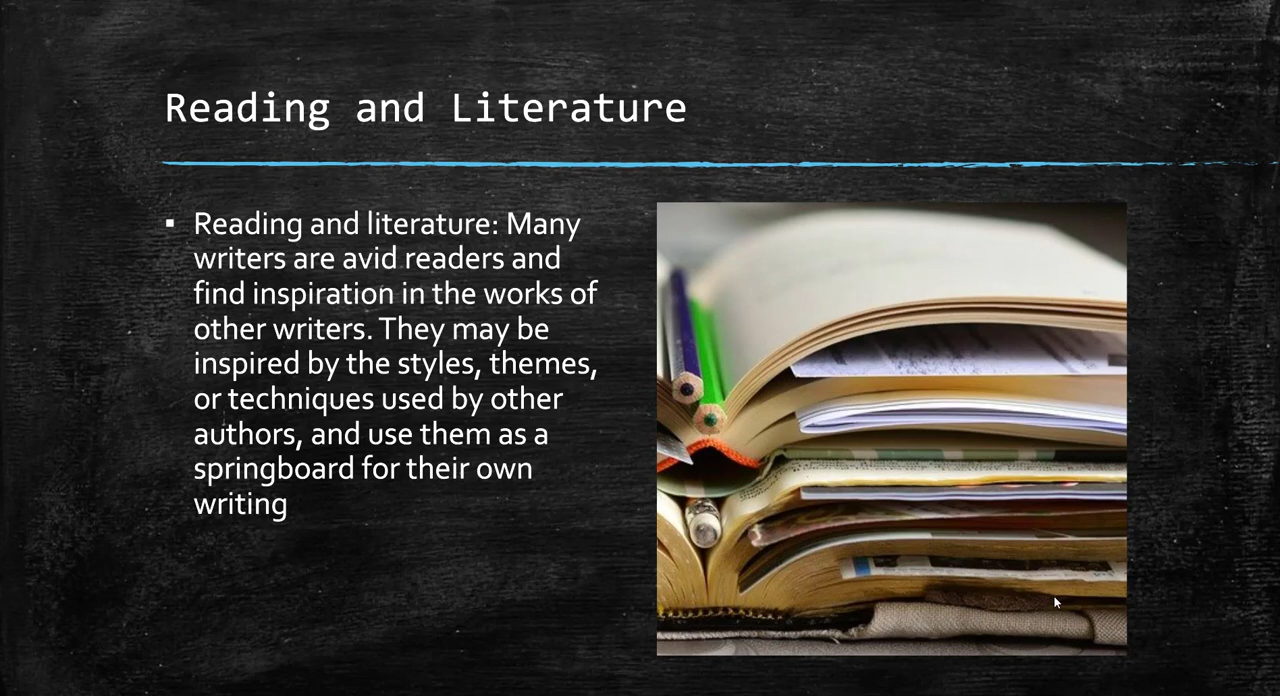 Reading and Literature
▪ Reading and literature: Many
writers are avid readers and
find inspiration in the works of
other writers. They may be
inspired by the styles, themes,
or techniques used by other
authors, and use them as a
springboard for their own
writing